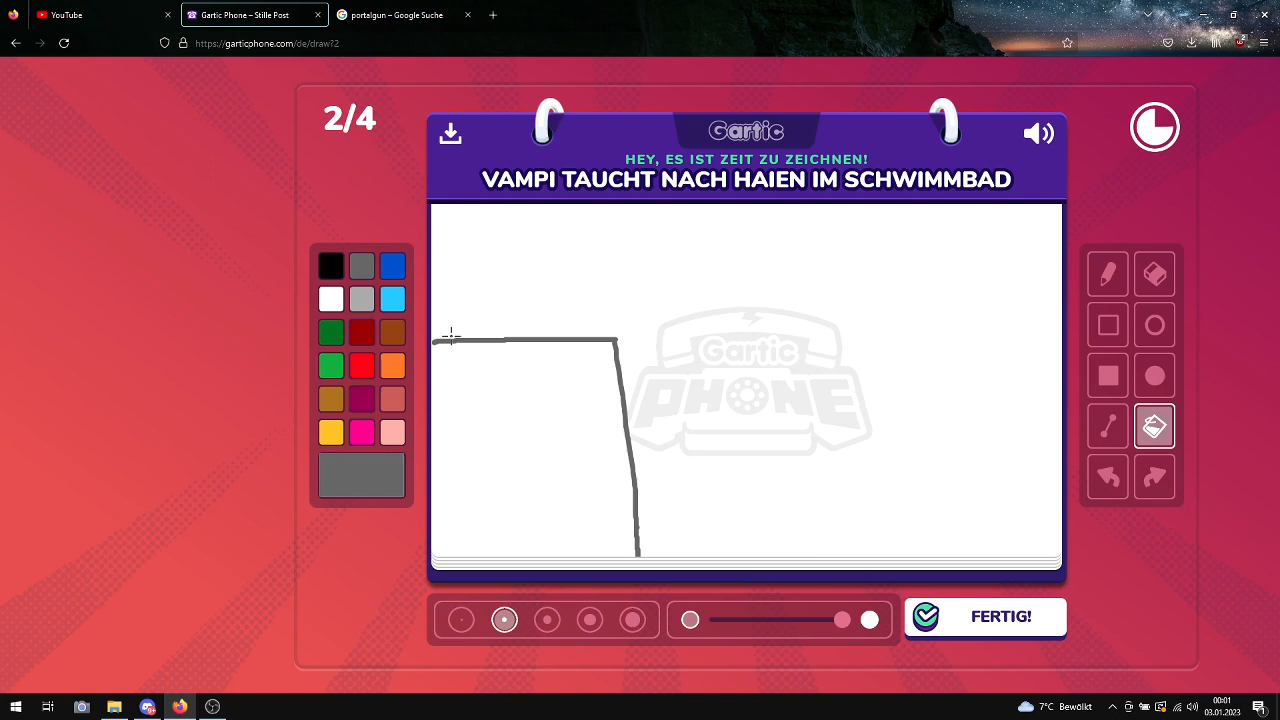 YouTube
Gartic Phone – Stille Post
portalgun – Google Suche
https://garticphone.com/de/draw?2
2/4
Gartic
HEY, ES IST ZEIT ZU ZEICHNEN!
VAMPI TAUCHT NACH HAIEN IM SCHWIMMBAD
Gartic
PHONE
FERTIG!
7°C Bewölkt
00:01
03.01.2023